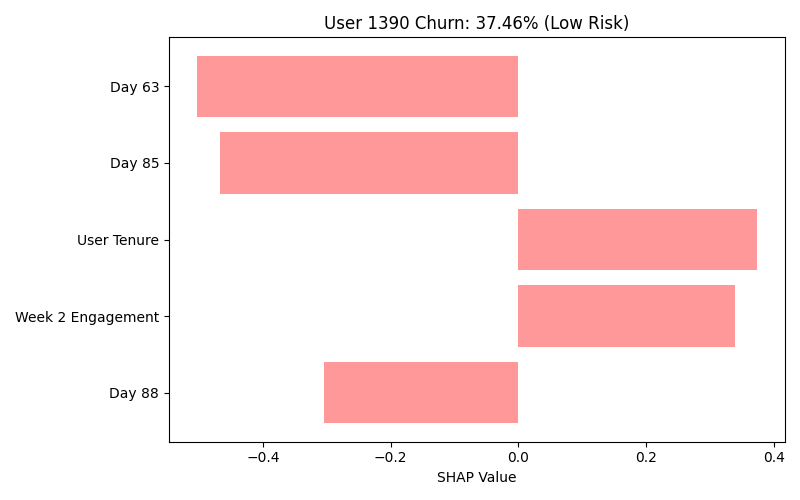 User 1390 Churn: 37.46% (Low Risk)
Day 63
Day 85
User Tenure
Week 2 Engagement
Day 88
−0.4 −0.2 0.0 0.2 0.4
SHAP Value